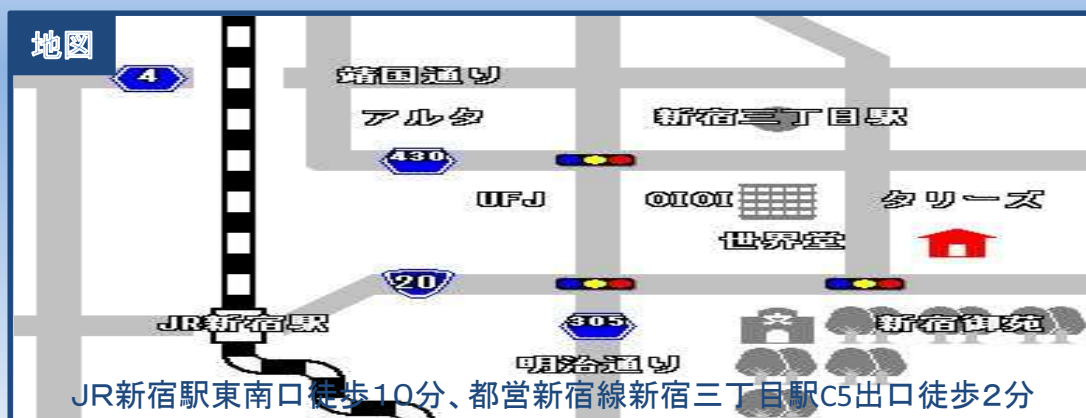 地図
4
靖国通り
アルタ
新宿三丁目駅
430
UFJ
OIOI
タリーズ
世界堂
20
JR新宿駅
305
新宿御苑
明治通り
JR新宿駅東南口徒歩10分、都営新宿線新宿三丁目駅C5出口徒歩2分